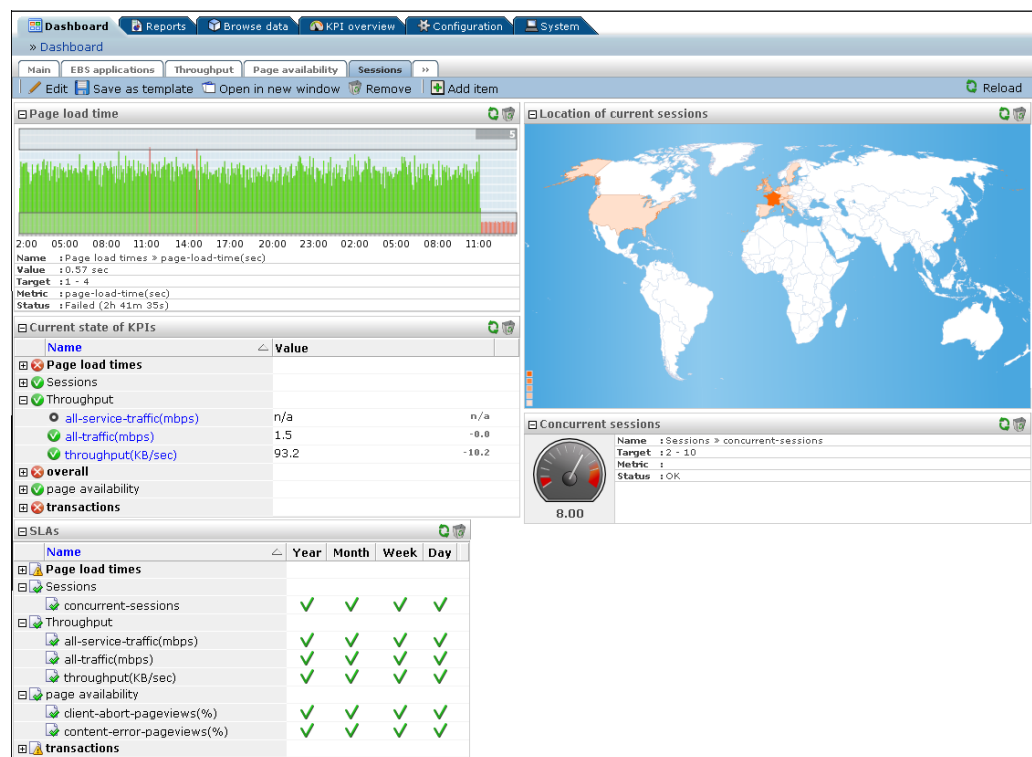 Dashboard Reports Browse data KPI overview Configuration System
» Dashboard
Main EBS applications Throughput Page availability Sessions »
Edit Save as template Open in new window Remove Add item Reload
Page load time
5
2:00 05:00 08:00 11:00 14:00 17:00 20:00 23:00 02:00 05:00 08:00 11:00
Name :Page load times » page-load-time(sec)
Value :0.57 sec
Target :1 - 4
Metric :page-load-time(sec)
Status :Failed (2h 41m 35s)
Current state of KPIs
Name Value
Page load times
Sessions
Throughput
all-service-traffic(mbps) n/a n/a
all-traffic(mbps) 1.5 -0.0
throughput(KB/sec) 93.2 -10.2
overall
page availability
transactions
SLAs
Name Year Month Week Day
Page load times
Sessions
concurrent-sessions
Throughput
all-service-traffic(mbps)
all-traffic(mbps)
throughput(KB/sec)
page availability
client-abort-pageviews(%)
content-error-pageviews(%)
transactions
Location of current sessions
Concurrent sessions
Name :Sessions » concurrent-sessions
Target :2 - 10
Metric :
Status :OK
8.00